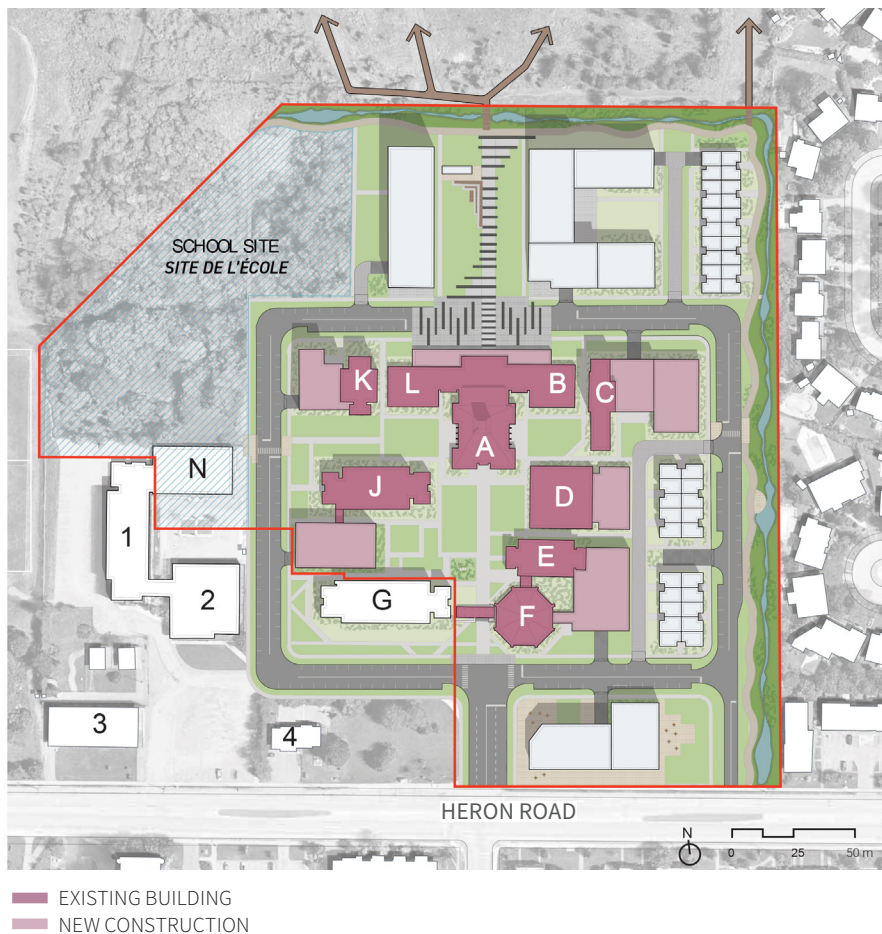 SCHOOL SITE
SITE DE L'ÉCOLE
K
L
B
C
A
N
J
D
1
E
2
G
F
3
4
HERON ROAD
N
0 25 50 m
EXISTING BUILDING
NEW CONSTRUCTION